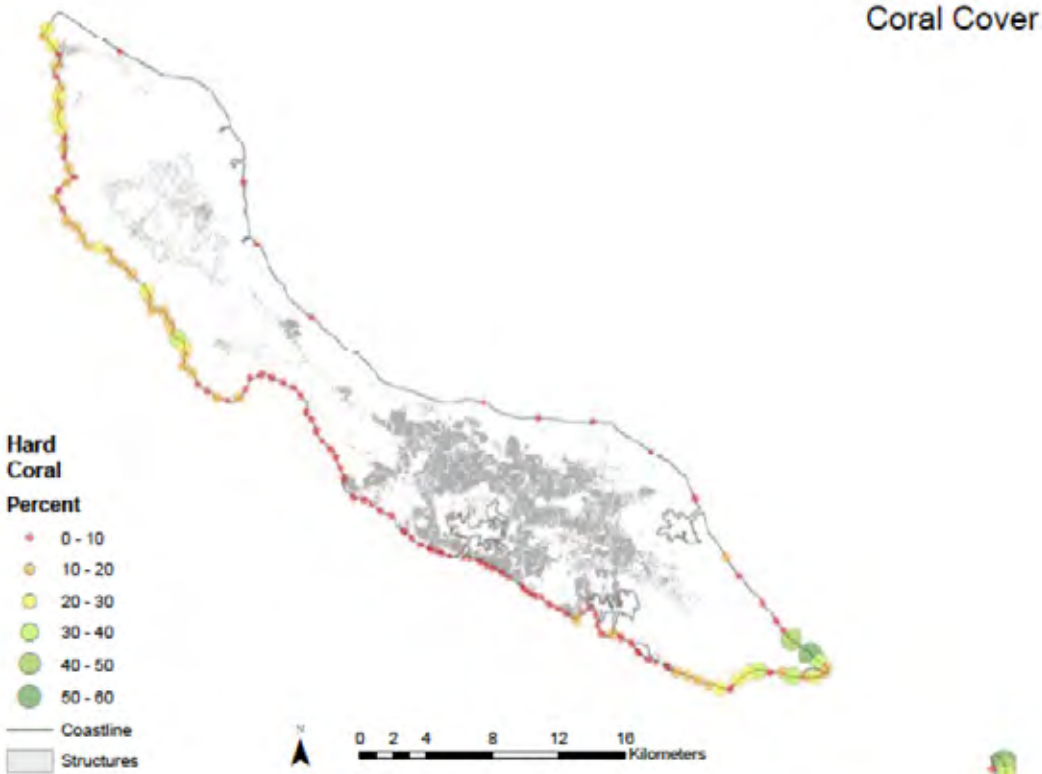 Coral Cover
Hard
Coral
Percent
0 - 10
10 - 20
20 - 30
30 - 40
40 - 50
50 - 60
Coastline
Structures
N
0 2 4 8 12 16
Kilometers